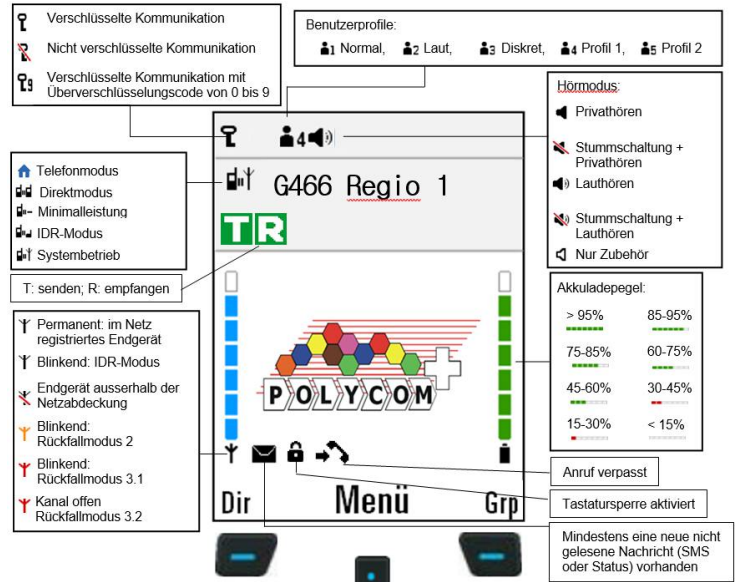 Verschlüsselte Kommunikation
Nicht verschlüsselte Kommunikation
9 Verschlüsselte Kommunikation mit
Überverschlüsselungscode von 0 bis 9
Benutzerprofile:
1 Normal, 2 Laut, 3 Diskret, 4 Profil 1, 5 Profil 2
Hörmodus:
Privathören
Stummschaltung +
Privathören
Lauthören
Stummschaltung +
Lauthören
Nur Zubehör
Telefonmodus
Direktmodus
Minimalleistung
IDR-Modus
Systembetrieb
T: senden; R: empfangen
4
G466 Regio 1
T R
POLYCOM
Dir Menü Grp
Permanent: im Netz
registriertes Endgerät
Blinkend: IDR-Modus
Endgerät ausserhalb der
Netzabdeckung
Blinkend:
Rückfallmodus 2
Blinkend:
Rückfallmodus 3.1
Kanal offen
Rückfallmodus 3.2
Akkuladepegel:
> 95% 85-95%
75-85% 60-75%
45-60% 30-45%
15-30% < 15%
Anruf verpasst
Tastatursperre aktiviert
Mindestens eine neue nicht
gelesene Nachricht (SMS
oder Status) vorhanden